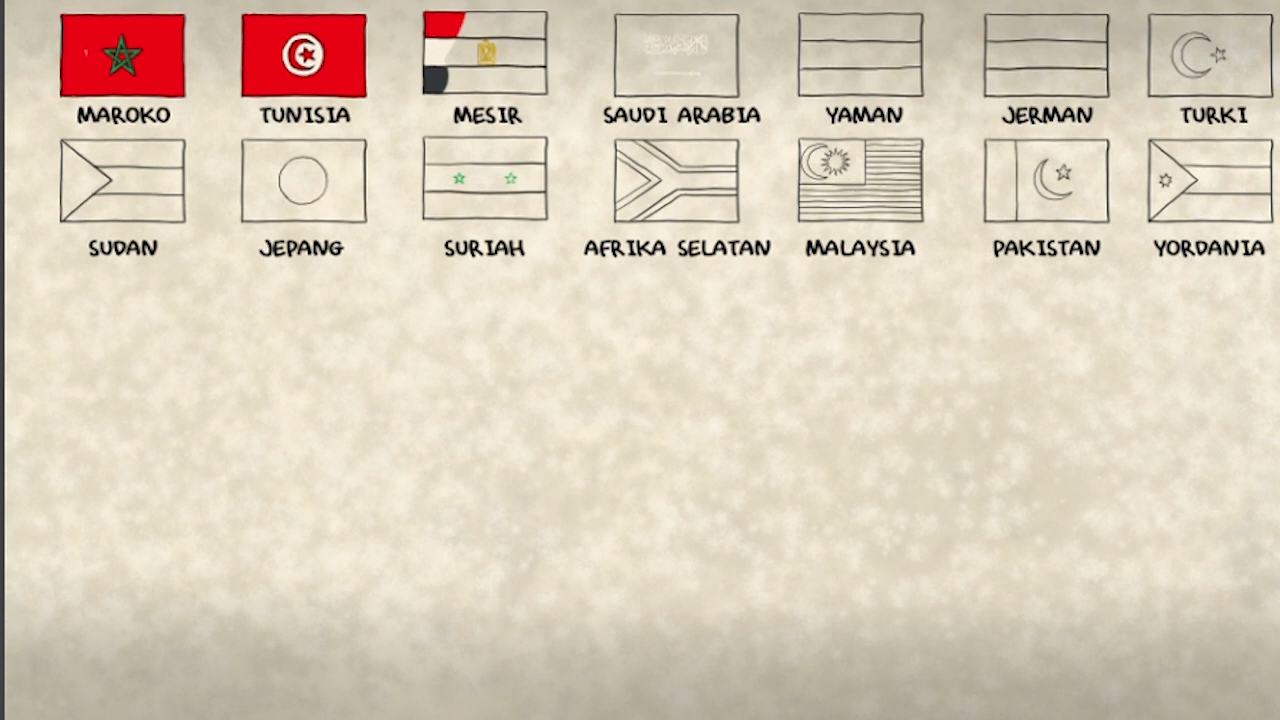 MAROKO TUNISIA MESIR SAUDI ARABIA YAMAN JERMAN TURKI
SUDAN JEPANG SURIAH AFRIKA SELATAN MALAYSIA PAKISTAN YORDANIA